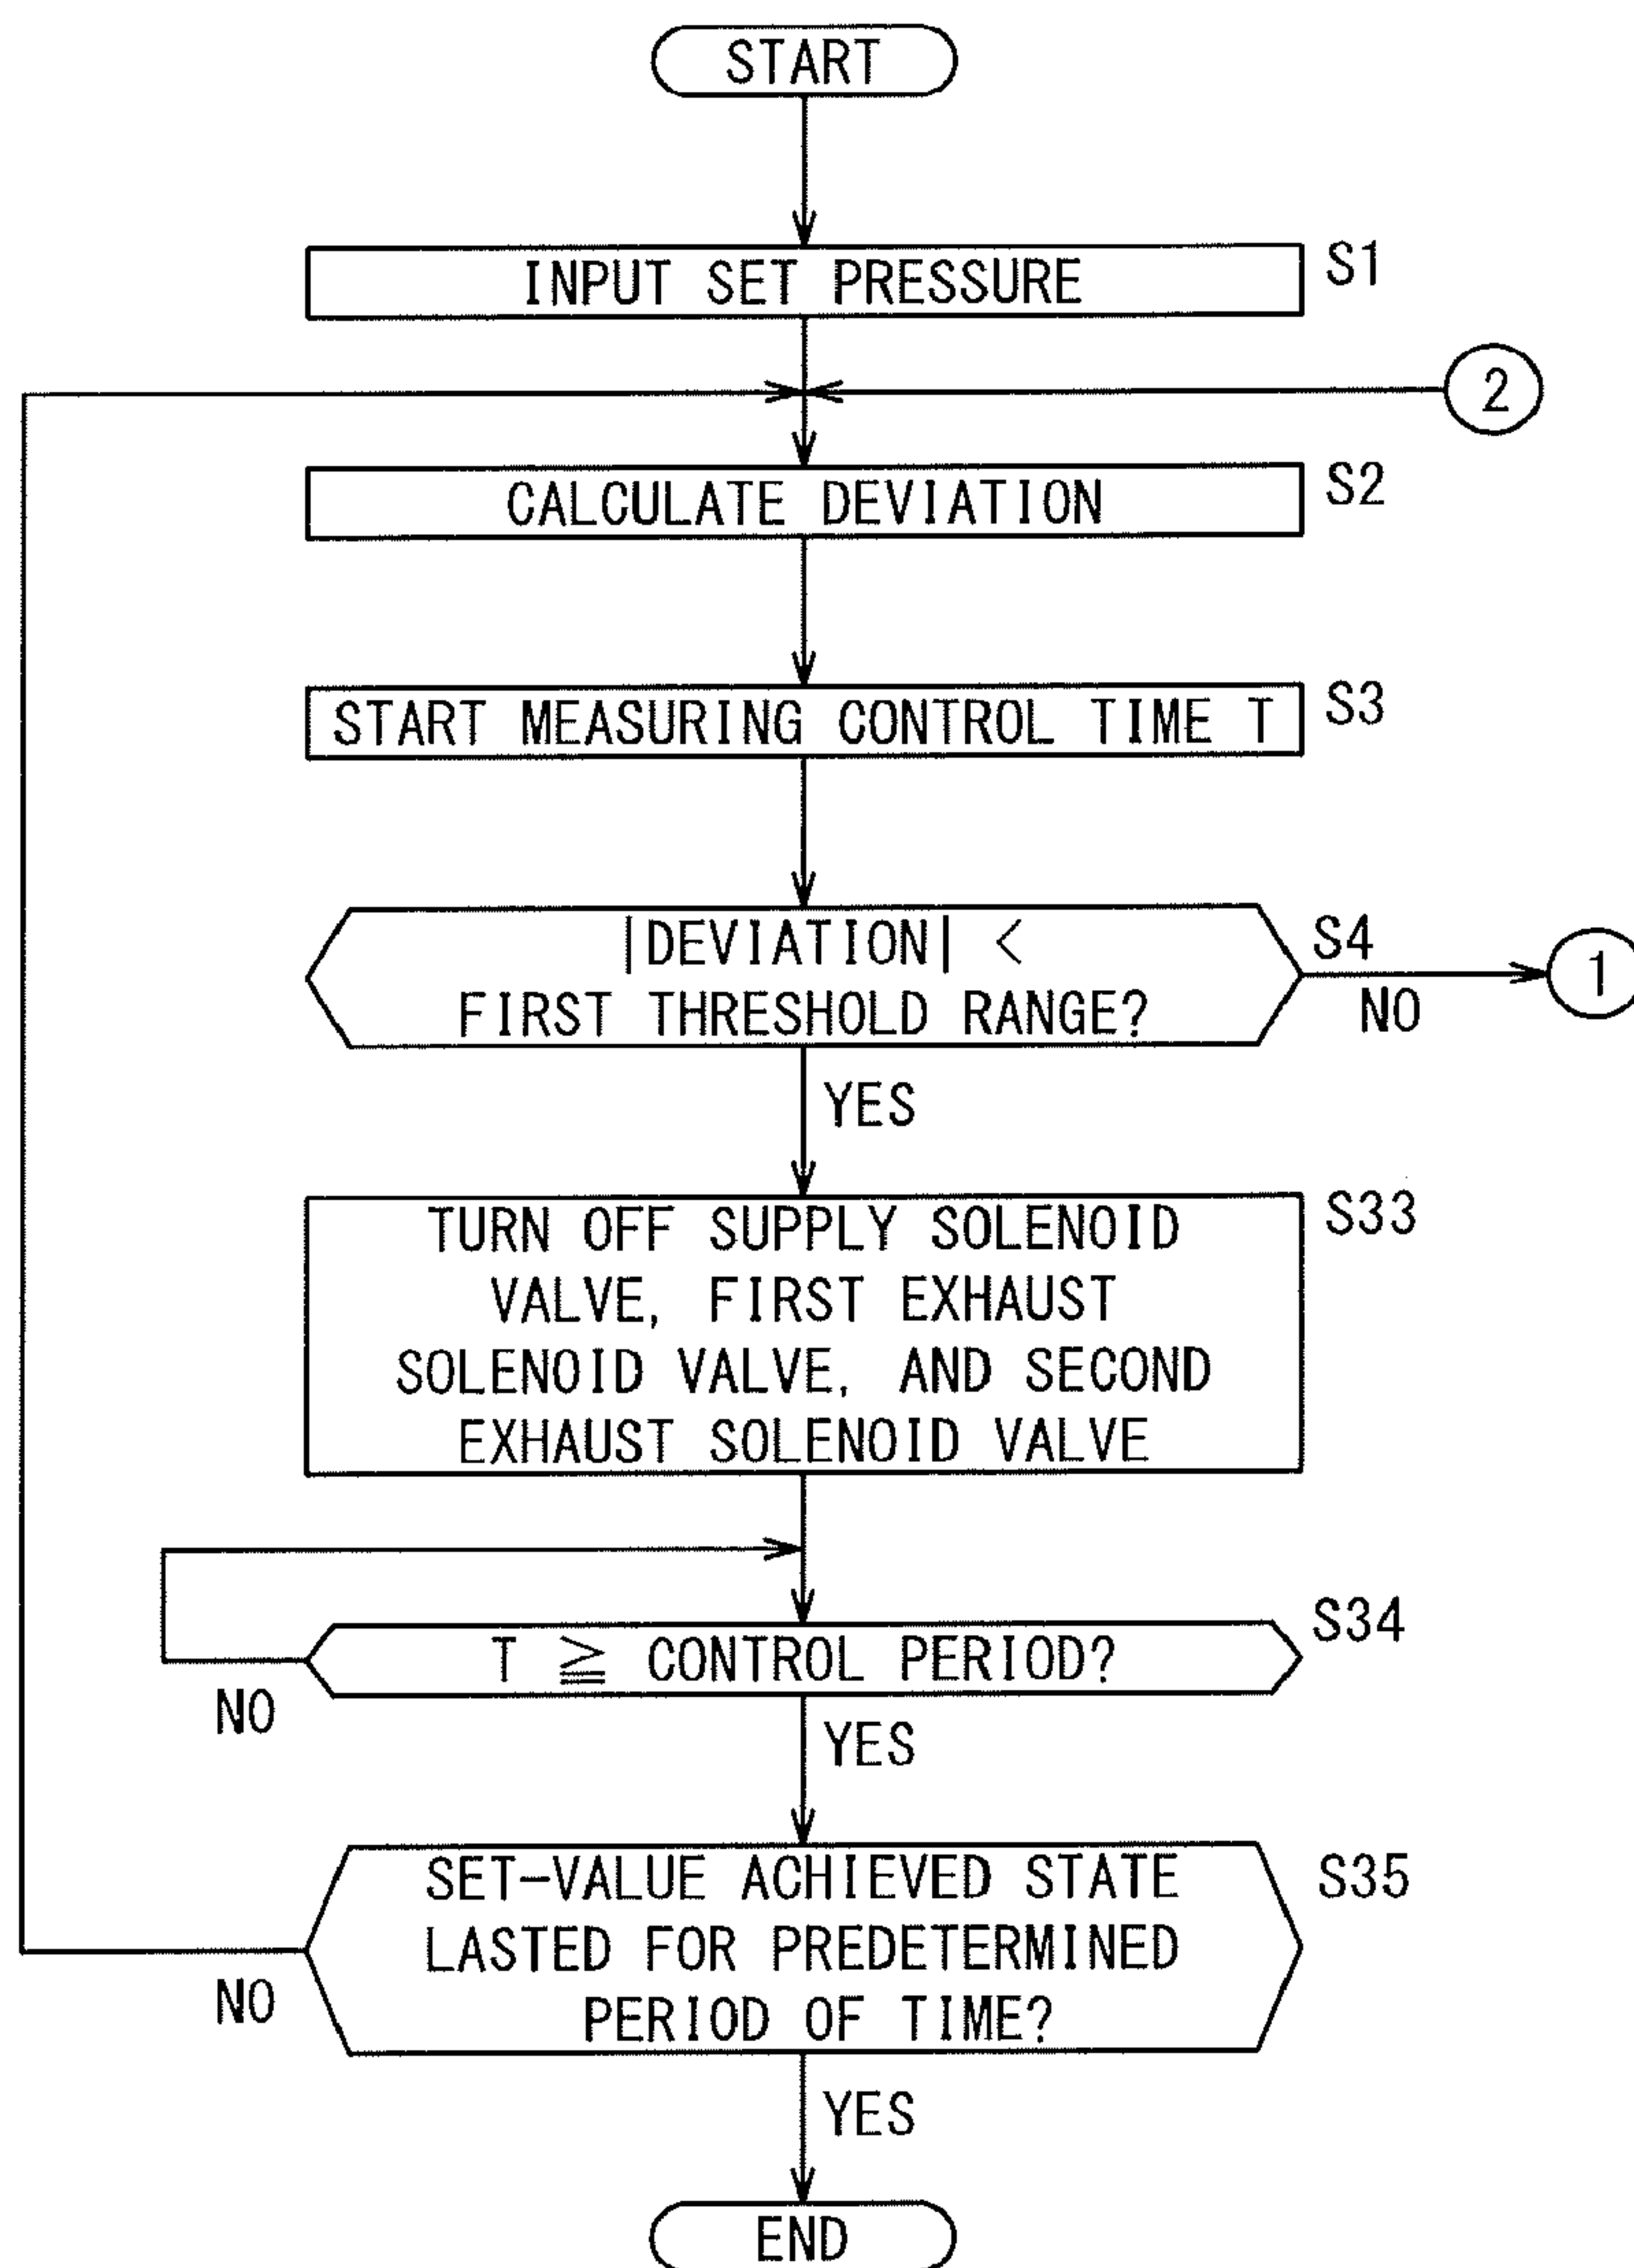 START
INPUT SET PRESSURE
S1
2
CALCULATE DEVIATION
S2
START MEASURING CONTROL TIME T
S3
|DEVIATION| <
FIRST THRESHOLD RANGE?
S4
NO
1
YES
TURN OFF SUPPLY SOLENOID
VALVE, FIRST EXHAUST
SOLENOID VALVE, AND SECOND
EXHAUST SOLENOID VALVE
S33
T ≧ CONTROL PERIOD?
S34
NO
YES
SET-VALUE ACHIEVED STATE
LASTED FOR PREDETERMINED
PERIOD OF TIME?
S35
NO
YES
END